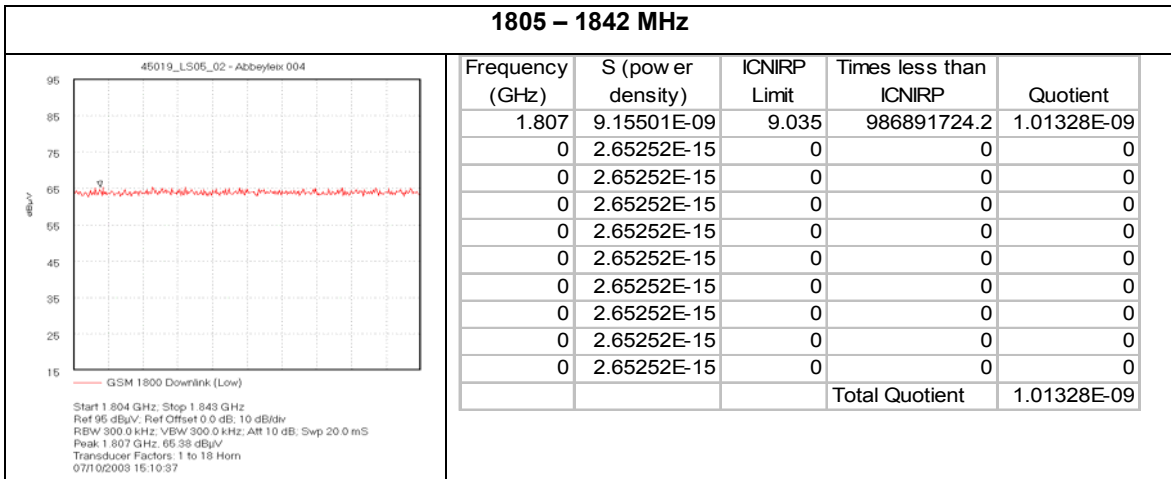 1805 – 1842 MHz
45019_LS05_02 - Abbeyleix 004
95
85
75
65
55
45
35
25
15
dBµV
GSM 1800 Downlink (Low)
Start 1.804 GHz; Stop 1.843 GHz
Ref 95 dBµV; Ref Offset 0.0 dB; 10 dB/div
RBW 300.0 kHz; VBW 300.0 kHz; Att 10 dB; Swp 20.0 mS
Peak 1.807 GHz, 65.38 dBµV
Transducer Factors: 1 to 18 Horn
07/10/2003 15:10:37
Frequency (GHz) S (pow er density) ICNIRP Limit Times less than ICNIRP Quotient
1.807 9.15501E-09 9.035 986891724.2 1.01328E-09
0 2.65252E-15 0 0 0
0 2.65252E-15 0 0 0
0 2.65252E-15 0 0 0
0 2.65252E-15 0 0 0
0 2.65252E-15 0 0 0
0 2.65252E-15 0 0 0
0 2.65252E-15 0 0 0
0 2.65252E-15 0 0 0
0 2.65252E-15 0 0 0
Total Quotient 1.01328E-09